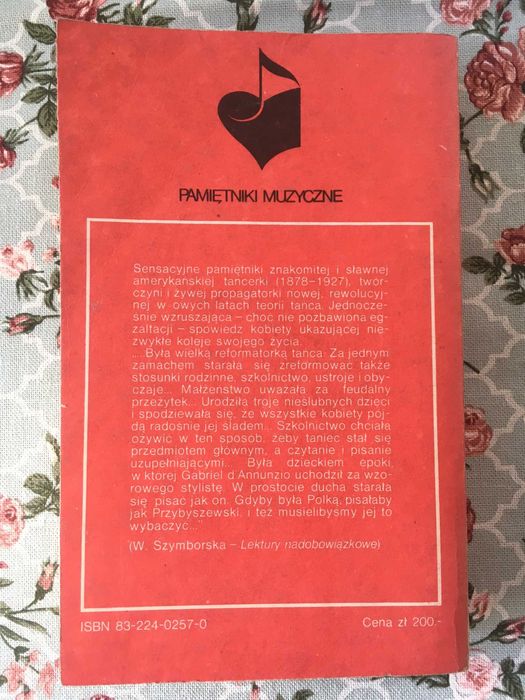 PAMIĘTNIKI MUZYCZNE
Sensacyjne pamiętniki znakomitej i sławnej
amerykańskiej tancerki (1878-1927), twór-
czyni i żywej propagatorki nowej, rewolucyj-
nej w owych latach teorii tańca. Jednocze-
śnie wzruszająca – choć nie pozbawiona eg-
zaltacji – spowiedź kobiety ukazującej nie-
zwykłe koleje swojego życia.
„...Była wielką reformatorką tańca. Za jednym
zamachem starała się zreformować także
stosunki rodzinne, szkolnictwo, ustroje i oby-
czaje... Małżeństwo uważała za feudalny
przeżytek... Urodziła troje nieślubnych dzieci
i spodziewała się, że wszystkie kobiety pój-
dą radośnie jej śladem... Szkolnictwo chciała
ożywić w ten sposób, żeby taniec stał się
przedmiotem głównym, a czytanie i pisanie
uzupełniającymi... Była dzieckiem epoki,
w której Gabriel d'Annunzio uchodził za wzo-
rowego stylistę. W prostocie ducha starała
się pisać jak on. Gdyby była Polką, pisałaby
jak Przybyszewski, i też musielibyśmy jej to
wybaczyć..."
(W. Szymborska – Lektury nadobowiązkowe)
ISBN 83-224-0257-0
Cena zł 200.-